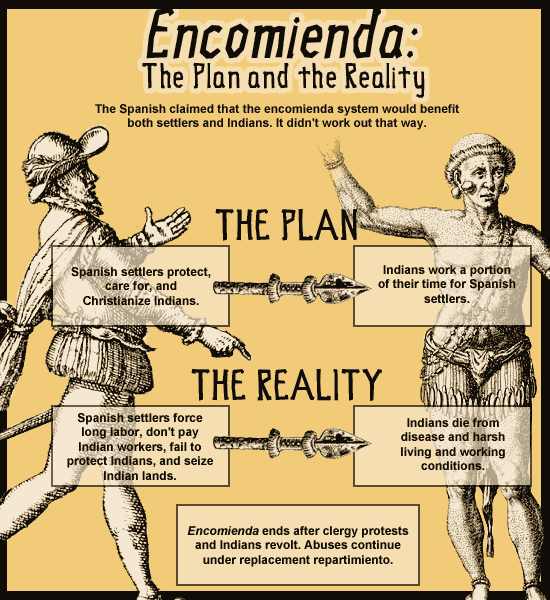 Encomienda:
The Plan and the Reality
The Spanish claimed that the encomienda system would benefit
both settlers and Indians. It didn't work out that way.
THE PLAN
Spanish settlers protect,
care for, and
Christianize Indians.
Indians work a portion
of their time for Spanish
settlers.
THE REALITY
Spanish settlers force
long labor, don't pay
Indian workers, fail to
protect Indians, and seize
Indian lands.
Indians die from
disease and harsh
living and working
conditions.
Encomienda ends after clergy protests
and Indians revolt. Abuses continue
under replacement repartimiento.